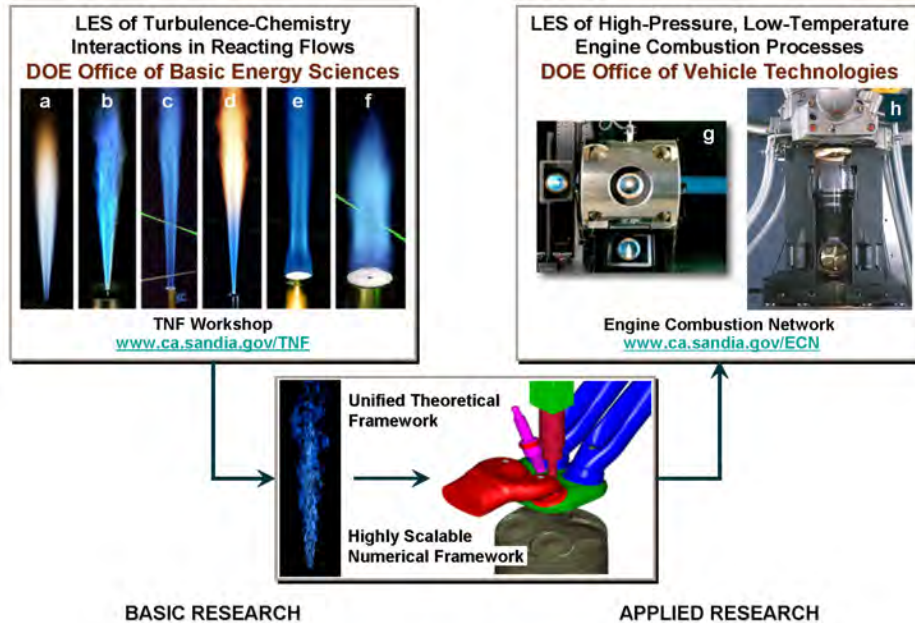 LES of Turbulence-Chemistry
Interactions in Reacting Flows
DOE Office of Basic Energy Sciences
a b c d e f
TNF Workshop
www.ca.sandia.gov/TNF
LES of High-Pressure, Low-Temperature
Engine Combustion Processes
DOE Office of Vehicle Technologies
g h
Engine Combustion Network
www.ca.sandia.gov/ECN
Unified Theoretical
Framework
Highly Scalable
Numerical Framework
BASIC RESEARCH
APPLIED RESEARCH